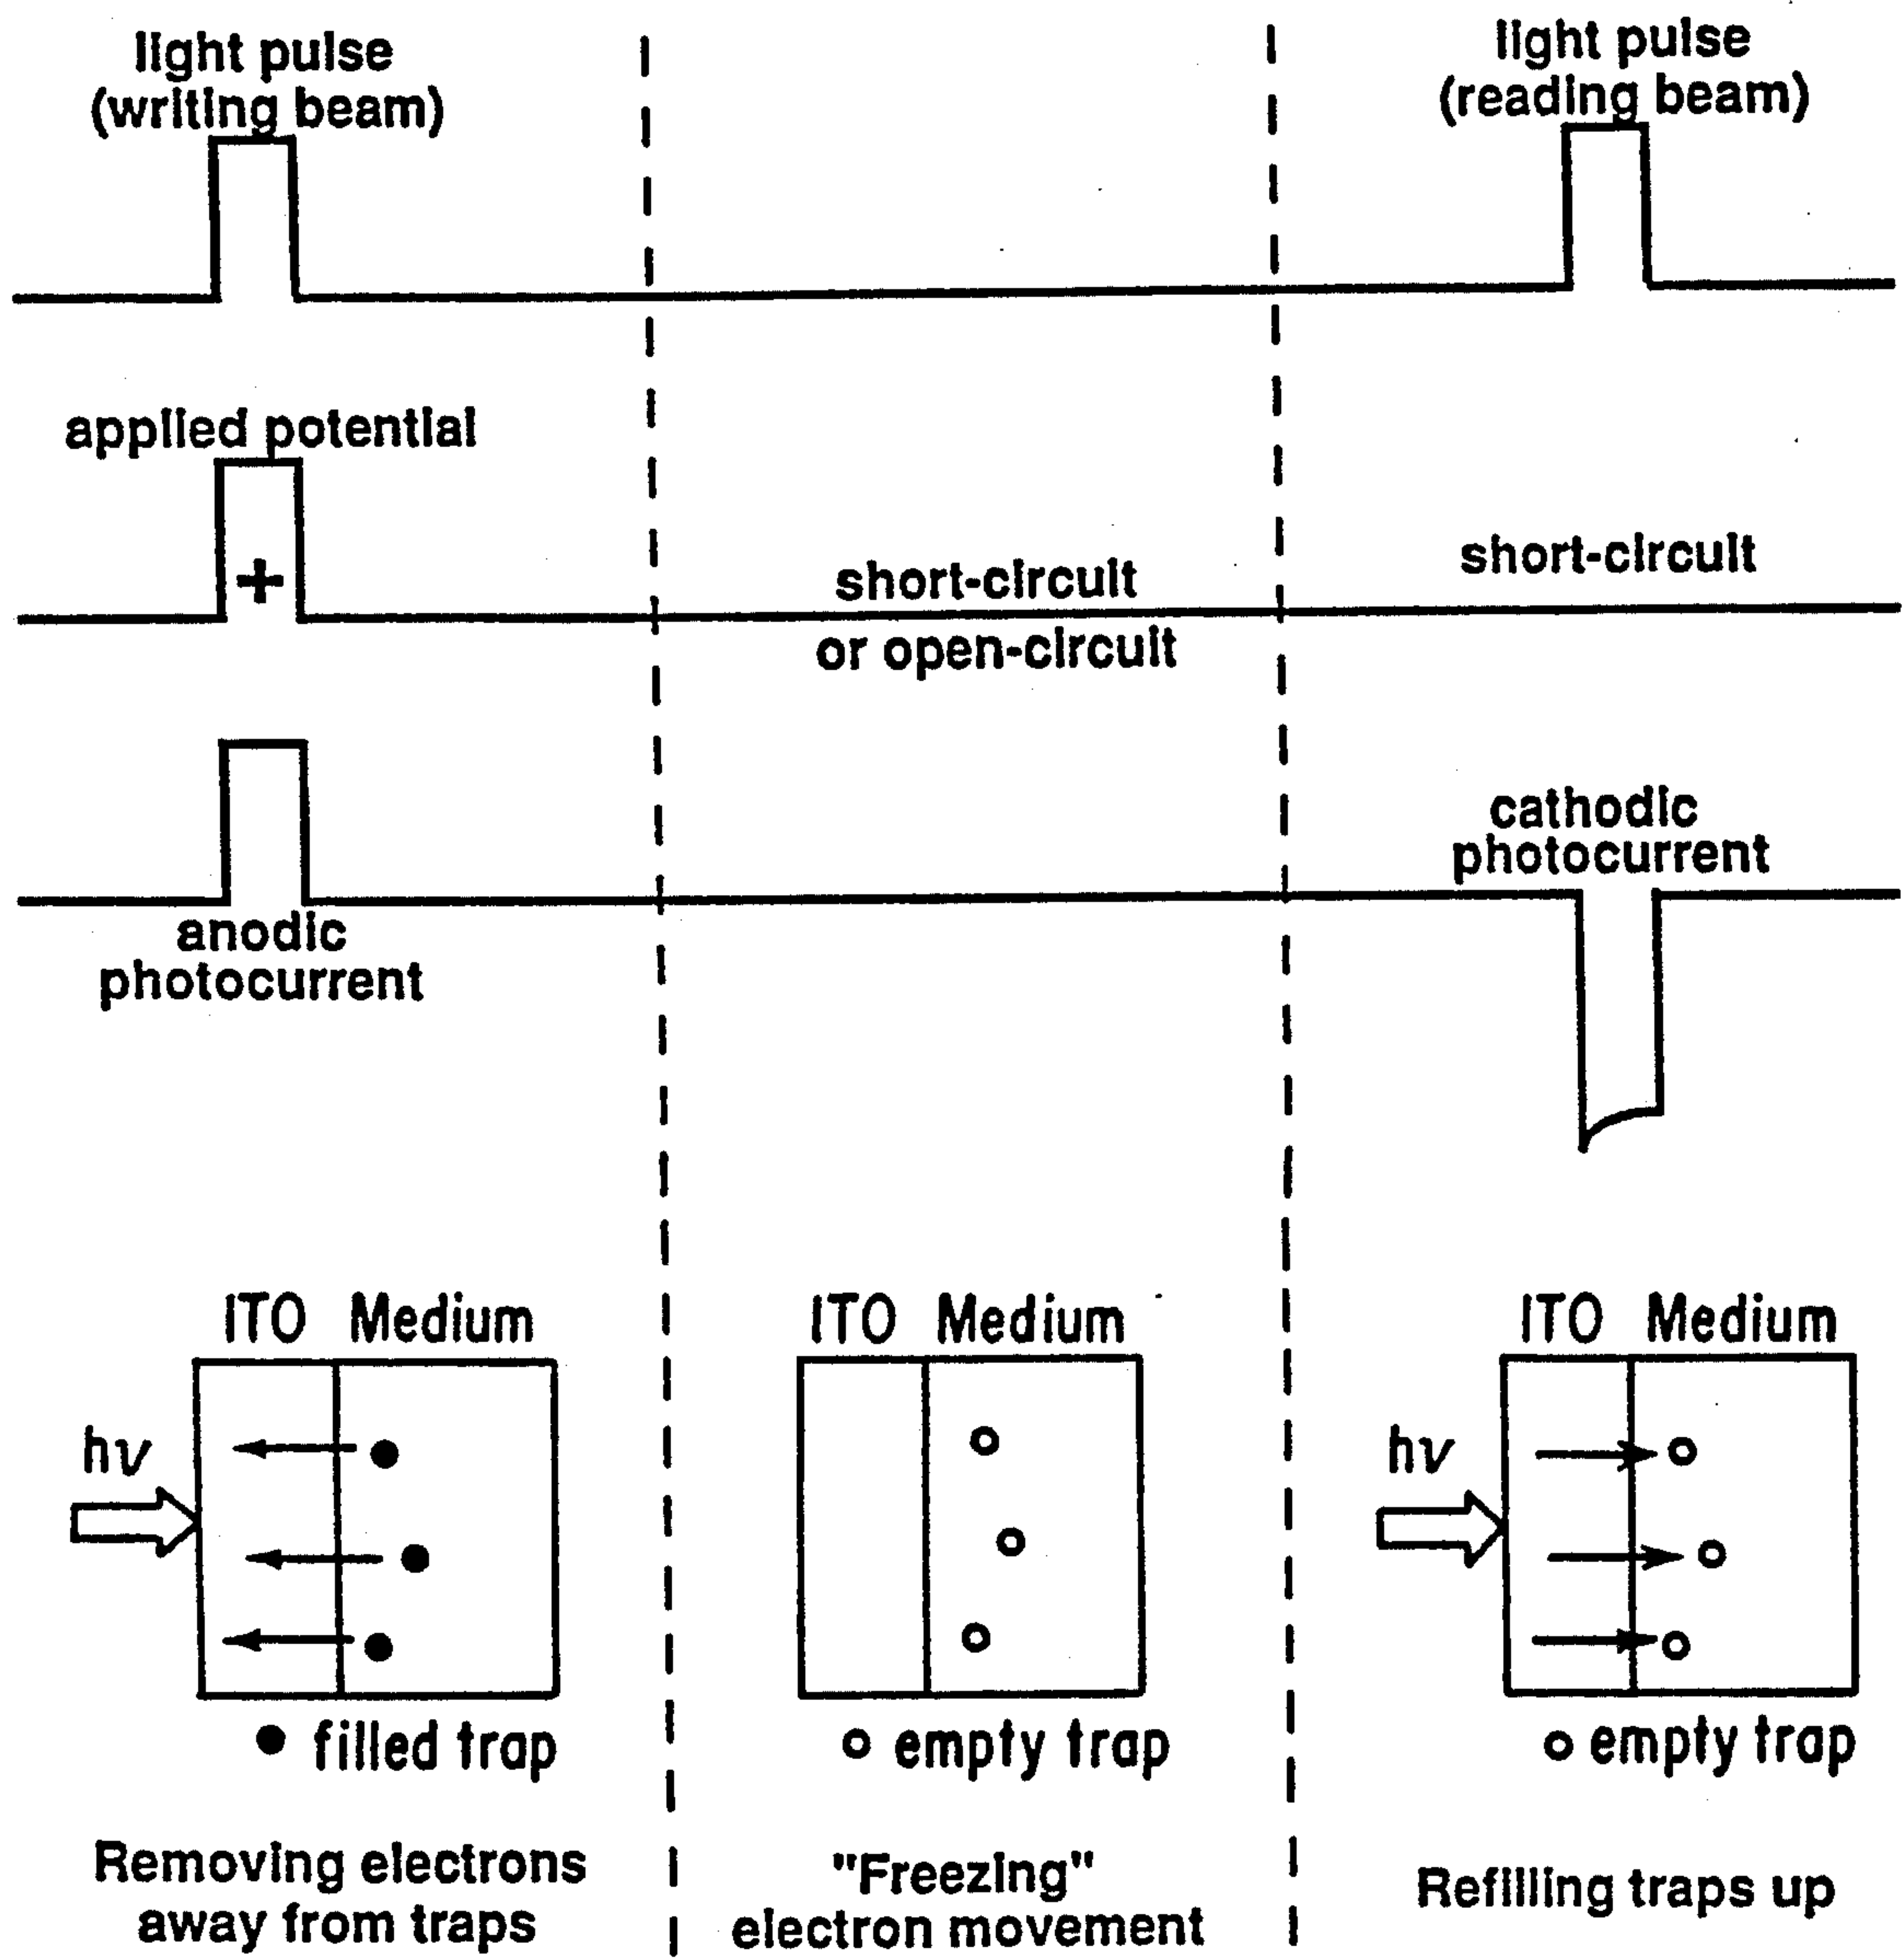 light pulse
(writing beam)
light pulse
(reading beam)
applied potential
+
short-circuit
or open-circuit
short-circuit
anodic
photocurrent
cathodic
photocurrent
ITO Medium
ITO Medium
ITO Medium
hν
hν
● filled trap
○ empty trap
○ empty trap
Removing electrons
away from traps
"Freezing"
electron movement
Refilling traps up